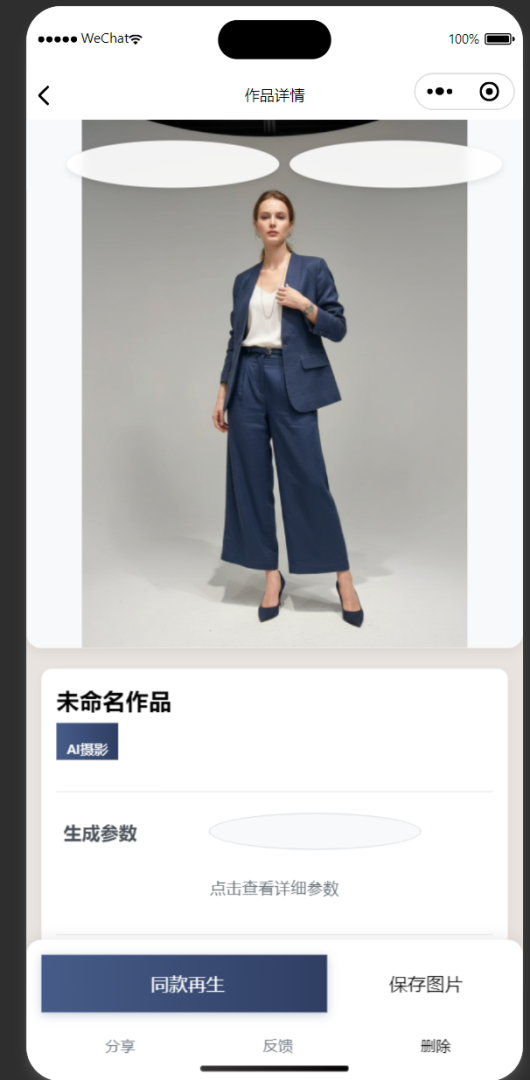 WeChat
100%
作品详情
未命名作品
AI摄影
生成参数
点击查看详细参数
同款再生
保存图片
分享
反馈
删除